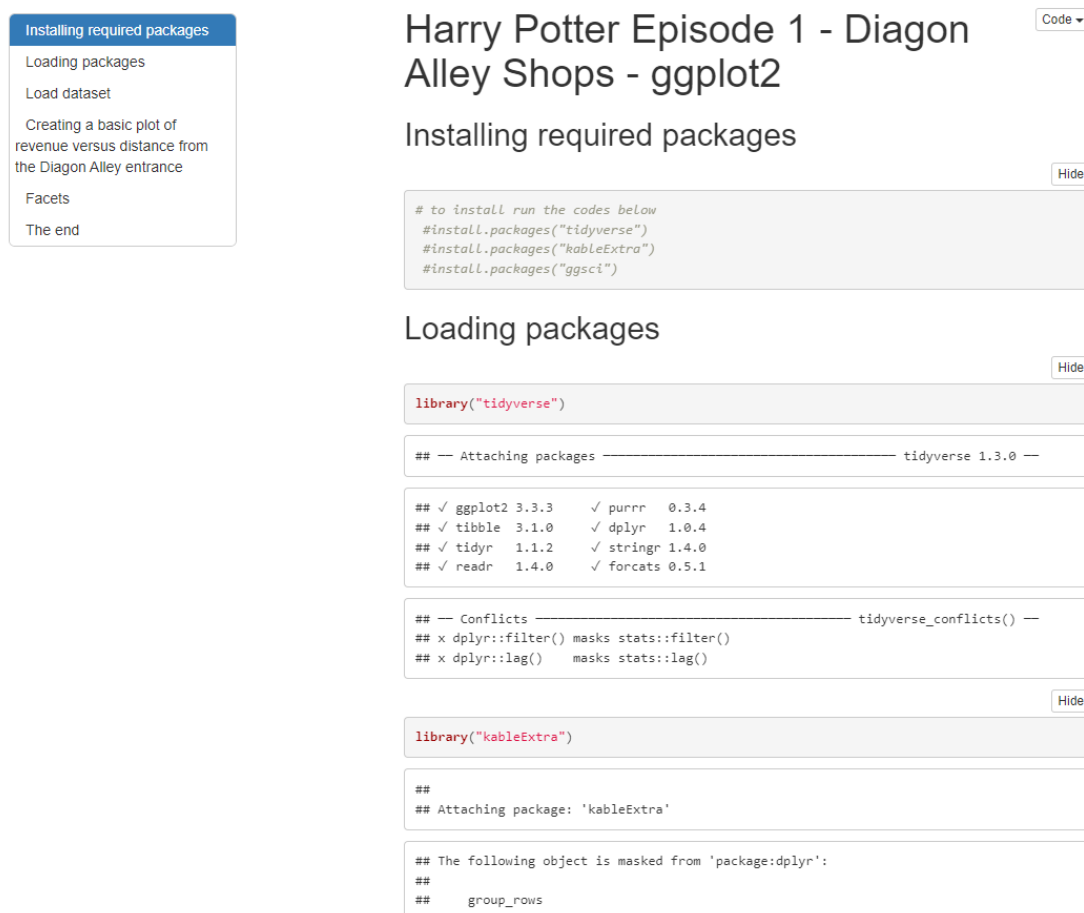 Installing required packages
Loading packages
Load dataset
Creating a basic plot of
revenue versus distance from
the Diagon Alley entrance
Facets
The end
Code
Harry Potter Episode 1 - Diagon
Alley Shops - ggplot2
Installing required packages
Hide
# to install run the codes below
#install.packages("tidyverse")
#install.packages("kableExtra")
#install.packages("ggsci")
Loading packages
Hide
library("tidyverse")
## ── Attaching packages ─────────────────────────────────────── tidyverse 1.3.0 ──
## √ ggplot2 3.3.3     √ purrr   0.3.4
## √ tibble  3.1.0     √ dplyr   1.0.4
## √ tidyr   1.1.2     √ stringr 1.4.0
## √ readr   1.4.0     √ forcats 0.5.1
## ── Conflicts ────────────────────────────────────────── tidyverse_conflicts() ──
## x dplyr::filter() masks stats::filter()
## x dplyr::lag()    masks stats::lag()
Hide
library("kableExtra")
##
## Attaching package: 'kableExtra'
## The following object is masked from 'package:dplyr':
##
##     group_rows